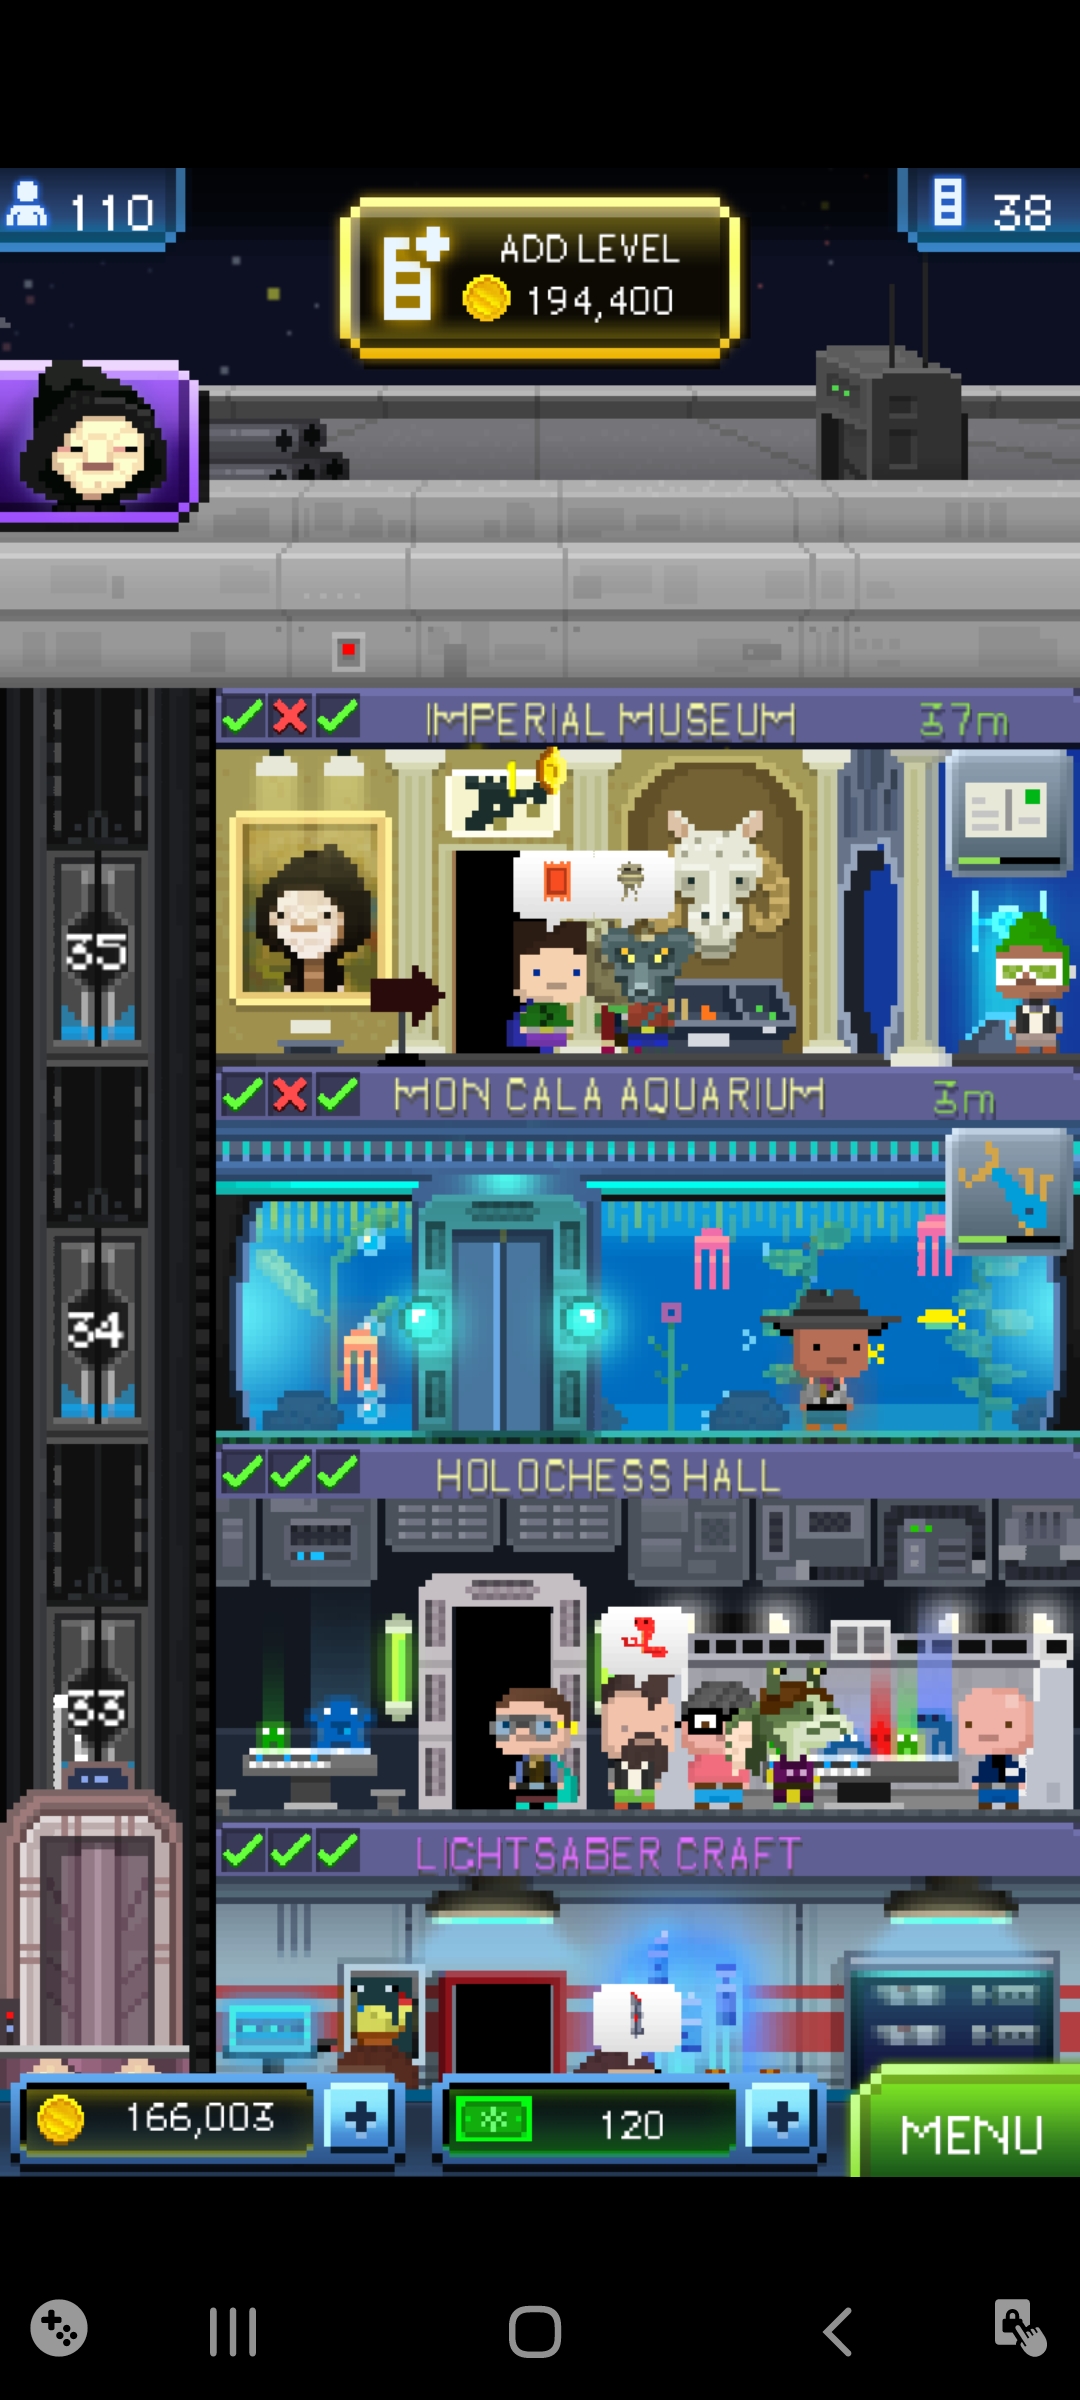 110
ADD LEVEL
194,400
38
IMPERIAL MUSEUM 37m
35
MON CALA AQUARIUM 3m
34
HOLOCHESS HALL
33
LIGHTSABER CRAFT
166,003
120
MENU